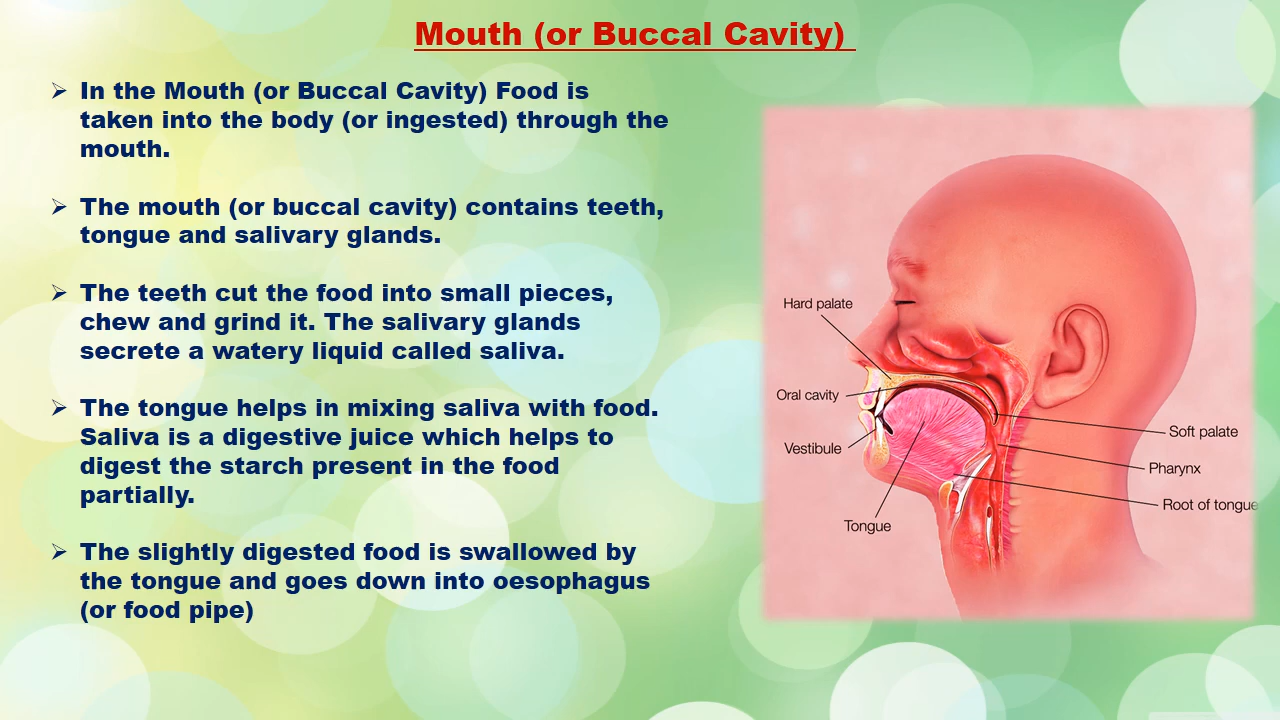 Mouth (or Buccal Cavity)
➢ In the Mouth (or Buccal Cavity) Food is
taken into the body (or ingested) through the
mouth.
➢ The mouth (or buccal cavity) contains teeth,
tongue and salivary glands.
➢ The teeth cut the food into small pieces,
chew and grind it. The salivary glands
secrete a watery liquid called saliva.
➢ The tongue helps in mixing saliva with food.
Saliva is a digestive juice which helps to
digest the starch present in the food
partially.
➢ The slightly digested food is swallowed by
the tongue and goes down into oesophagus
(or food pipe)
Hard palate
Oral cavity
Vestibule
Tongue
Soft palate
Pharynx
Root of tongue